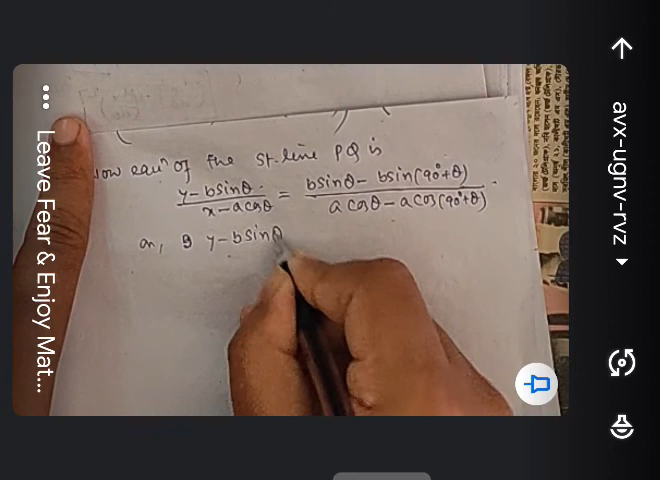 Now eqn of the st. line PQ is
y - b sinθ / x - a cosθ = b sinθ - b sin(90°+θ) / a cosθ - a cos(90°+θ) .
or, y - b sinθ
Leave Fear & Enjoy Mat...
avx-ugnv-rvz